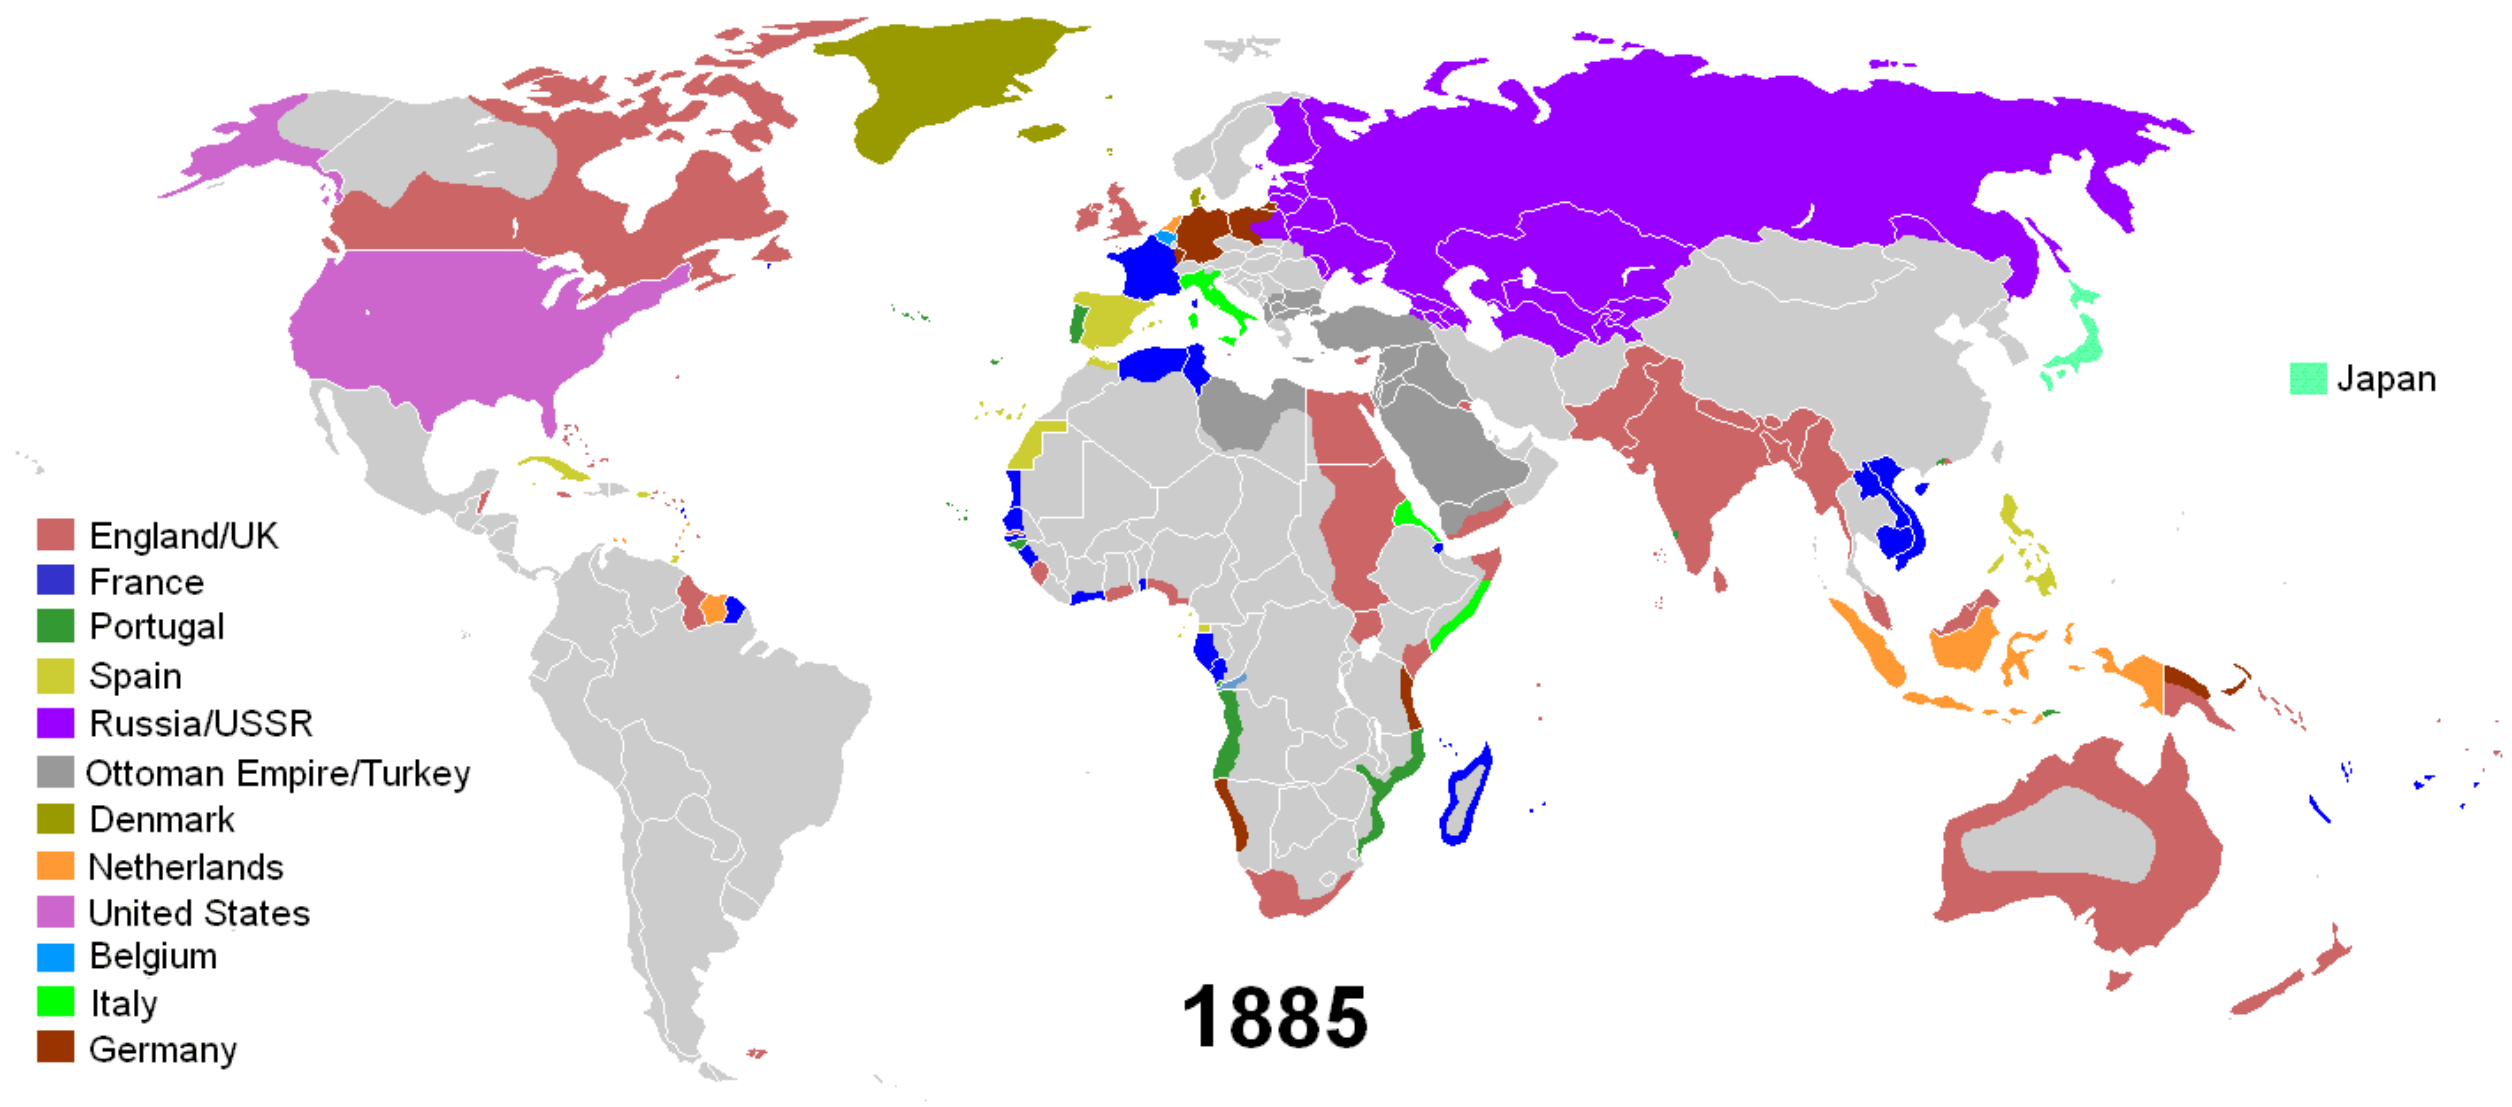 Japan
England/UK
France
Portugal
Spain
Russia/USSR
Ottoman Empire/Turkey
Denmark
Netherlands
United States
Belgium
Italy
Germany
1885